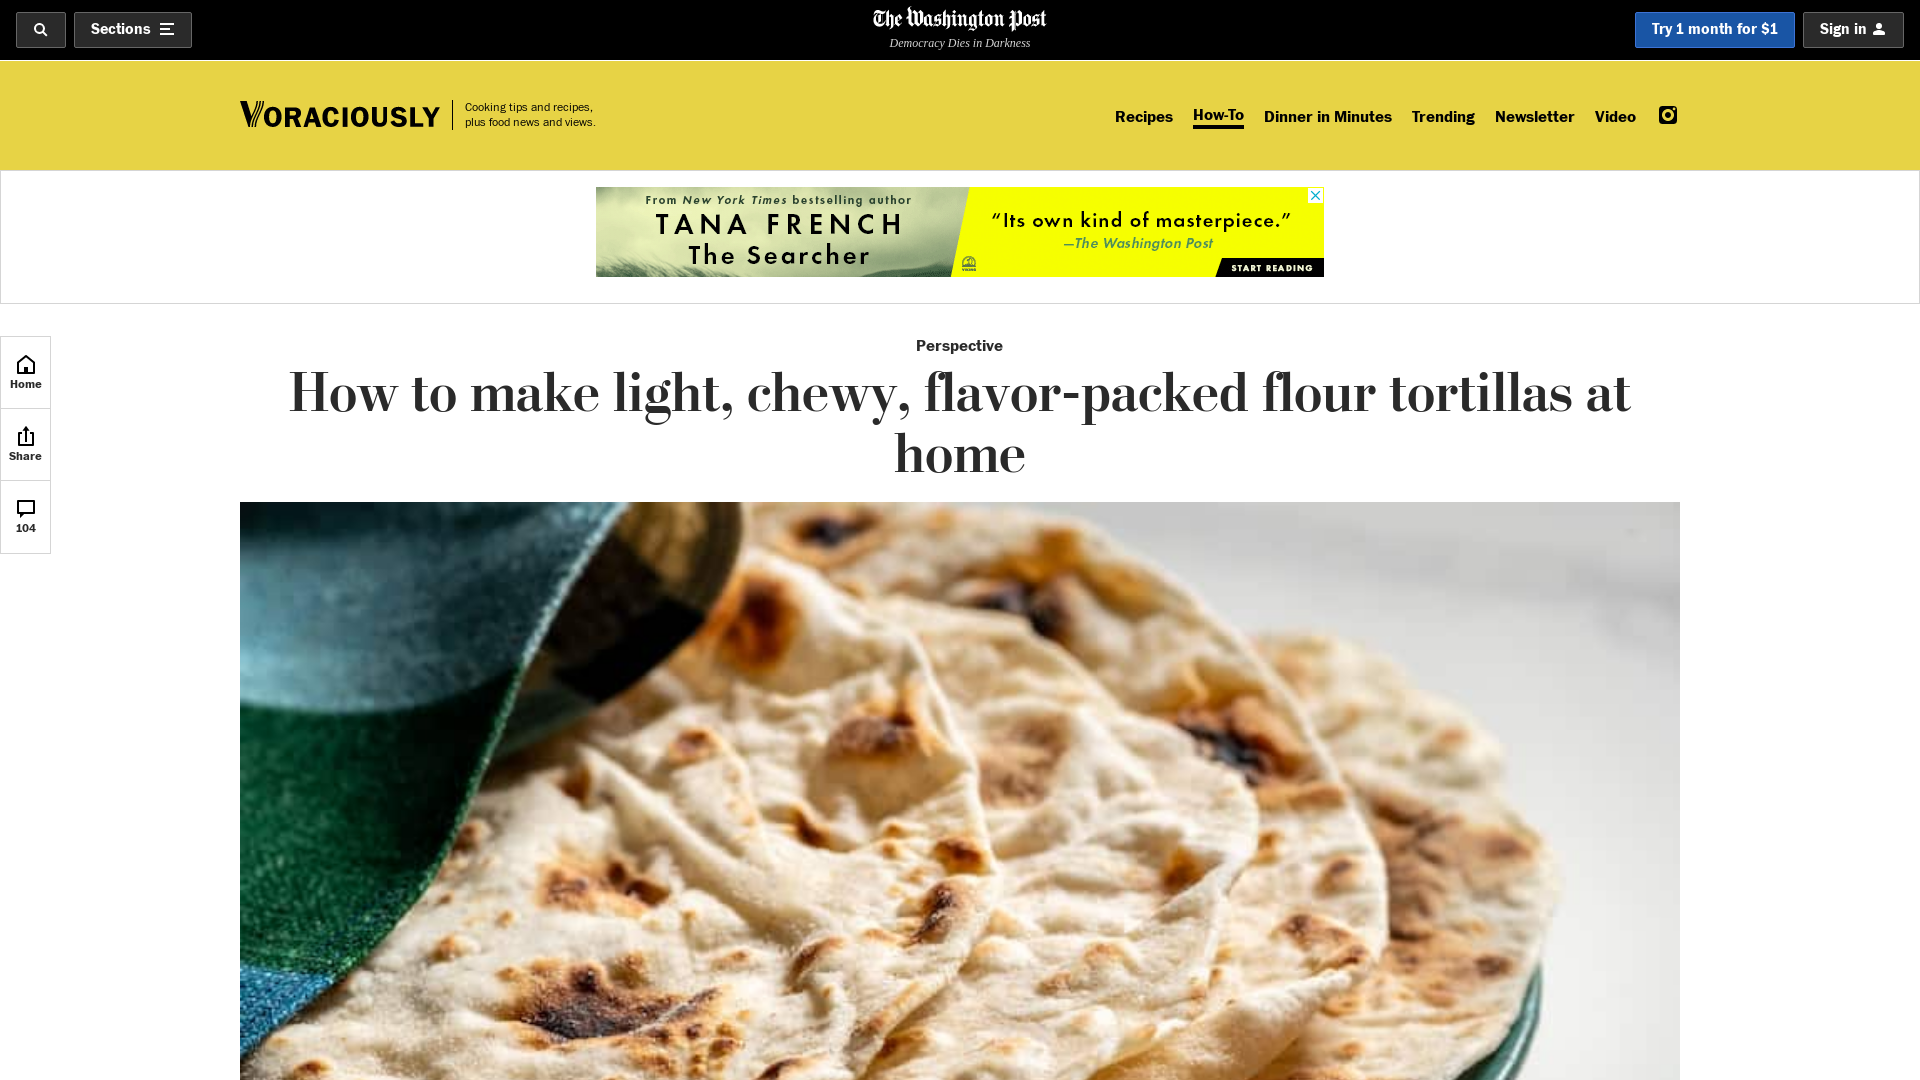 Sections
The Washington Post
Democracy Dies in Darkness
Try 1 month for $1
Sign in
VORACIOUSLY
Cooking tips and recipes,
plus food news and views.
Recipes
How-To
Dinner in Minutes
Trending
Newsletter
Video
From New York Times bestselling author
TANA FRENCH
The Searcher
“Its own kind of masterpiece.”
—The Washington Post
START READING
Home
Share
104
Perspective
How to make light, chewy, flavor-packed flour tortillas at
home